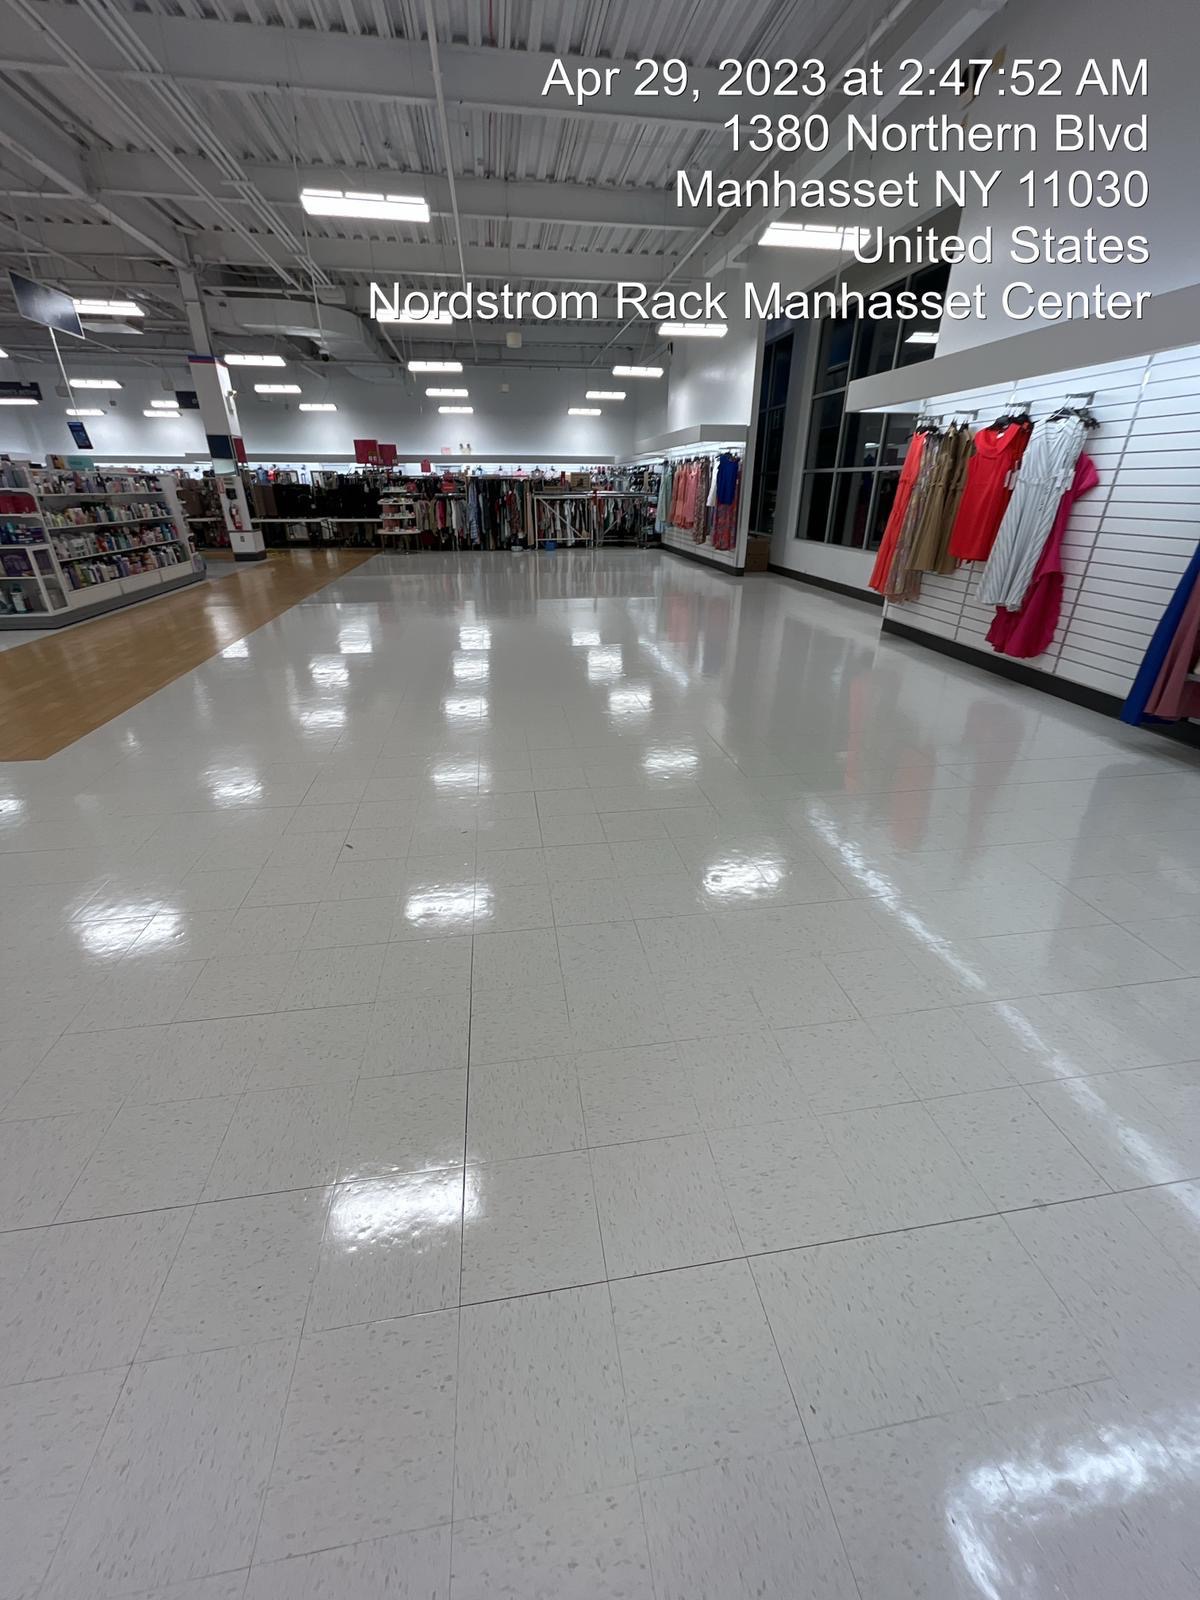 Apr 29, 2023 at 2:47:52 AM
1380 Northern Blvd
Manhasset NY 11030
United States
Nordstrom Rack Manhasset Center